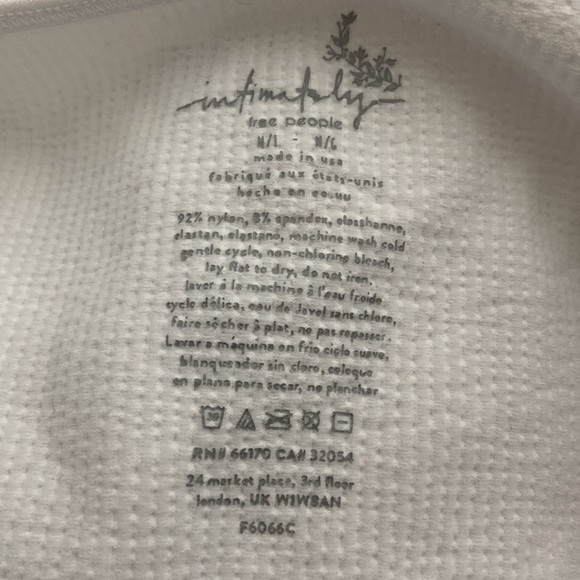 intimately
free people
M/L - M/G
made in usa
fabriqué aux états-unis
hecho en ee.uu
92% nylon, 8% spandex, elasthanne,
elastan, elastano, machine wash cold
gentle cycle, non-chlorine bleach,
lay flat to dry, do not iron.
laver à la machine à l'eau froide
cycle délica, eau de Javel sans chlore,
faire sécher à plat, ne pas repasser.
Lavar a máquina en frio ciclo suave,
blanqueador sin cloro, coloque
en plano para secar, no planchar
30
RN# 66170 CA# 32054
24 market place, 3rd floor
london, UK W1W8AN
F6066C